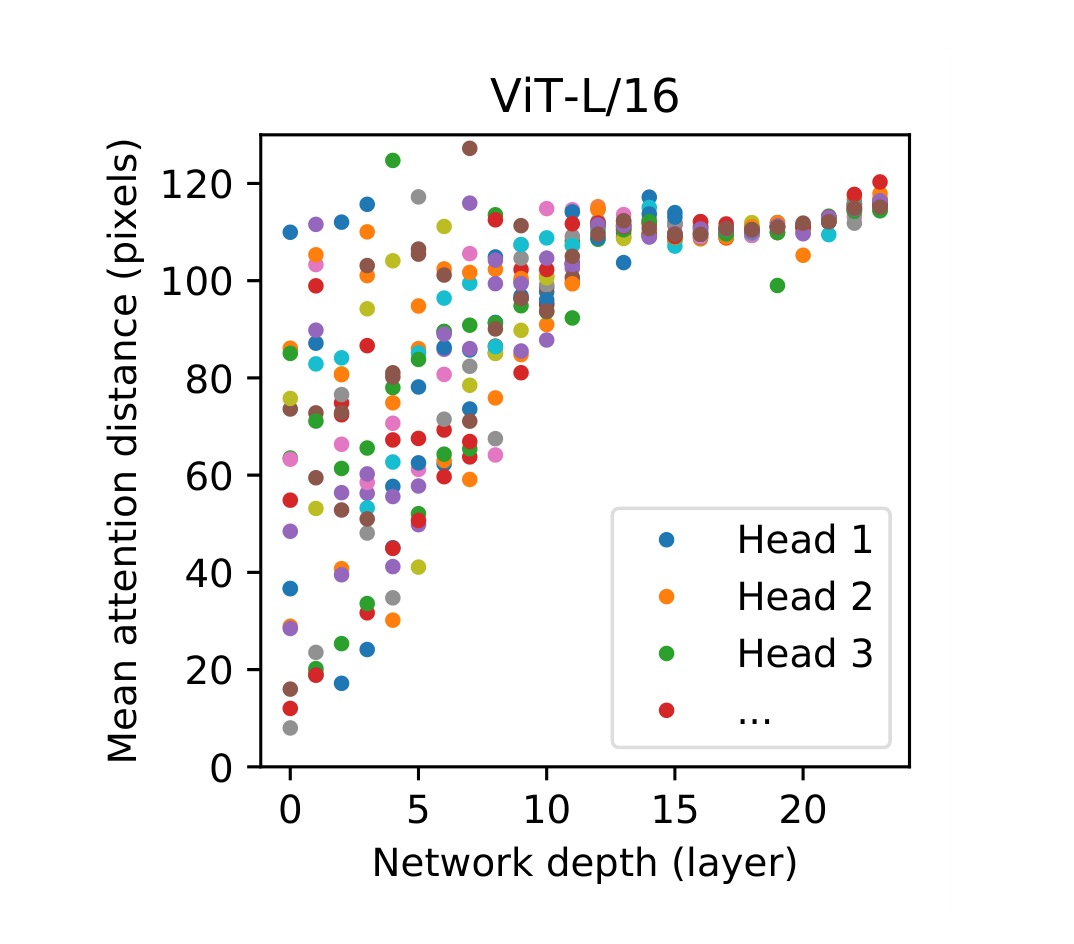 ViT-L/16
Mean attention distance (pixels)
120
100
80
60
40
20
0
Head 1
Head 2
Head 3
...
0 5 10 15 20
Network depth (layer)